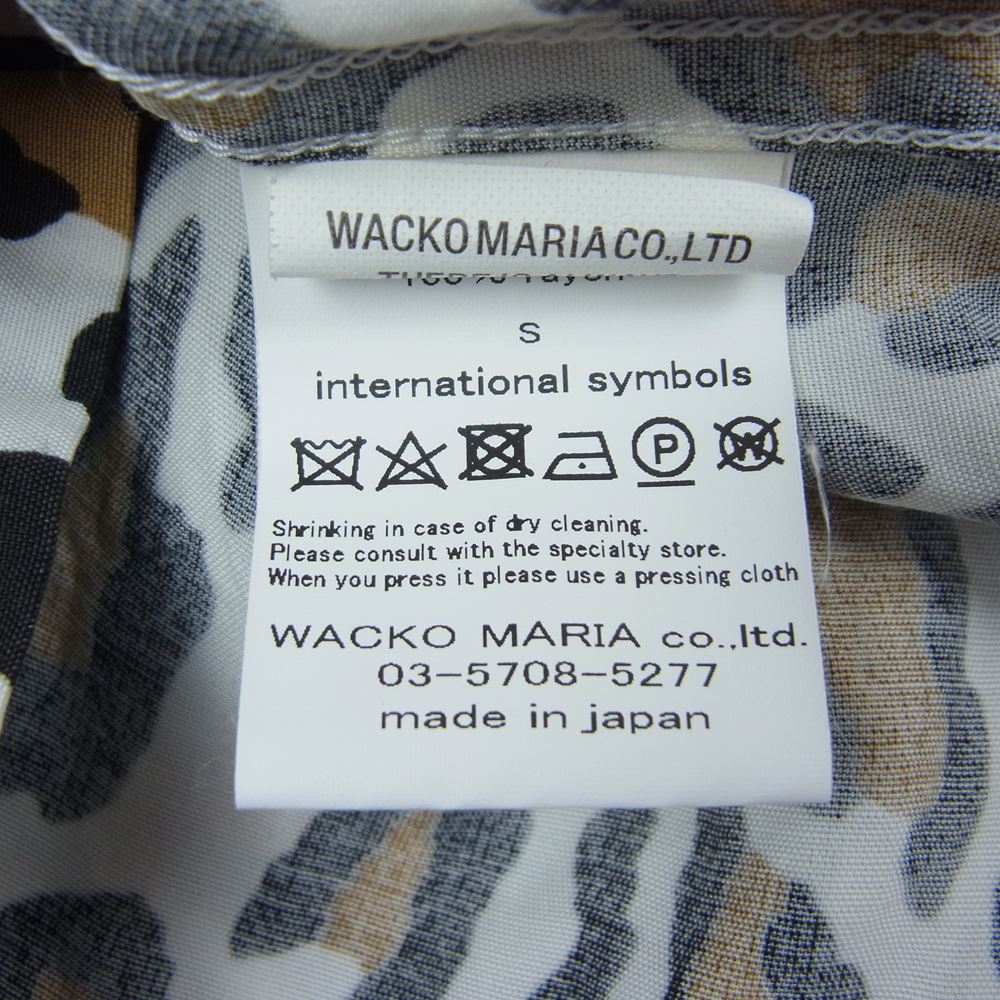 WACKO MARIA CO.,LTD
S
international symbols
P
W
Shrinking in case of dry cleaning.
Please consult with the specialty store.
When you press it please use a pressing cloth
WACKO MARIA co.,ltd.
03-5708-5277
made in japan